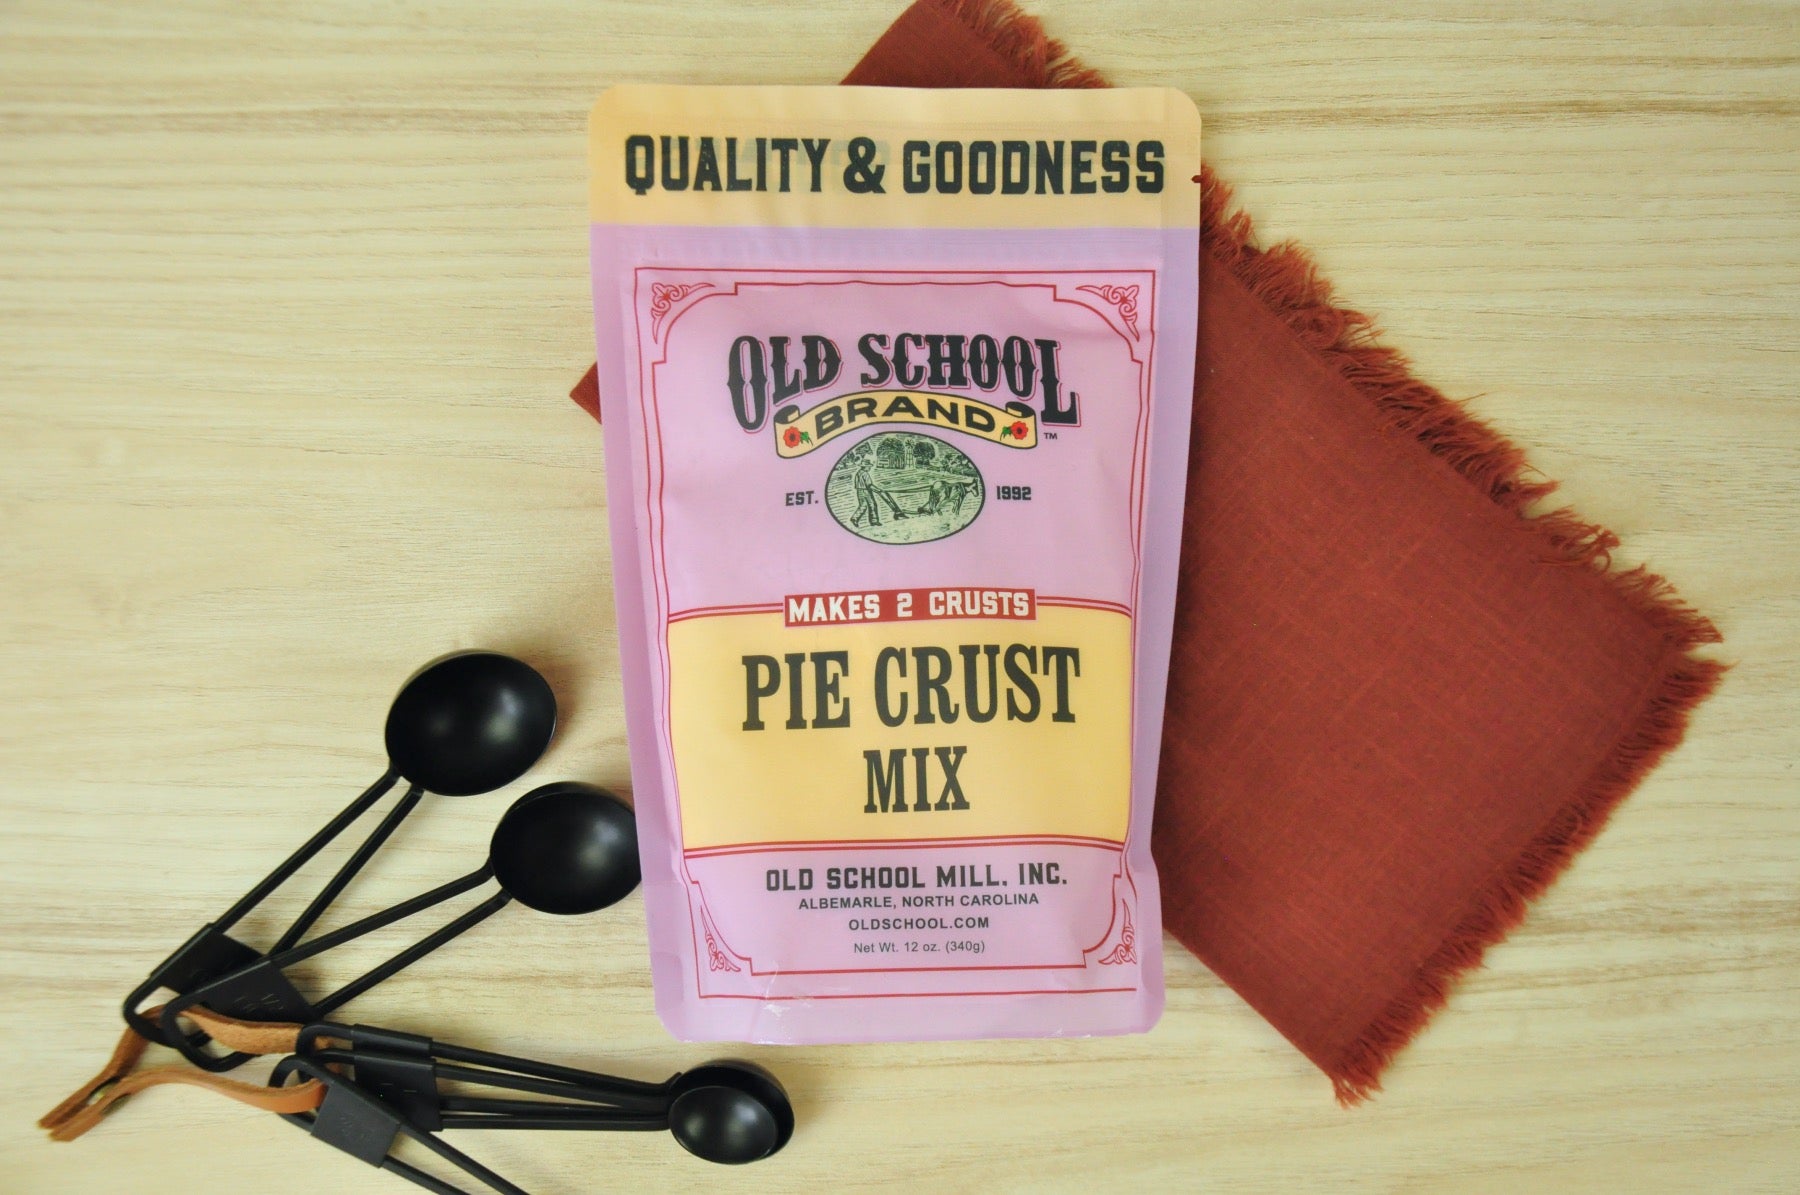 QUALITY & GOODNESS
OLD SCHOOL
BRAND
TM
EST. 1992
MAKES 2 CRUSTS
PIE CRUST
MIX
OLD SCHOOL MILL, INC.
ALBEMARLE, NORTH CAROLINA
OLDSCHOOL.COM
Net Wt. 12 oz. (340g)